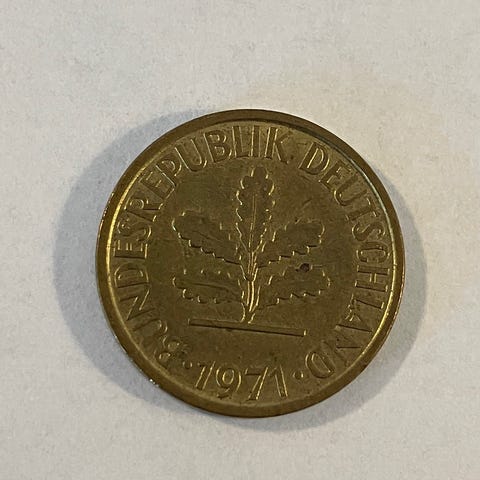 BUNDESREPUBLIK DEUTSCHLAND
· 1971 ·